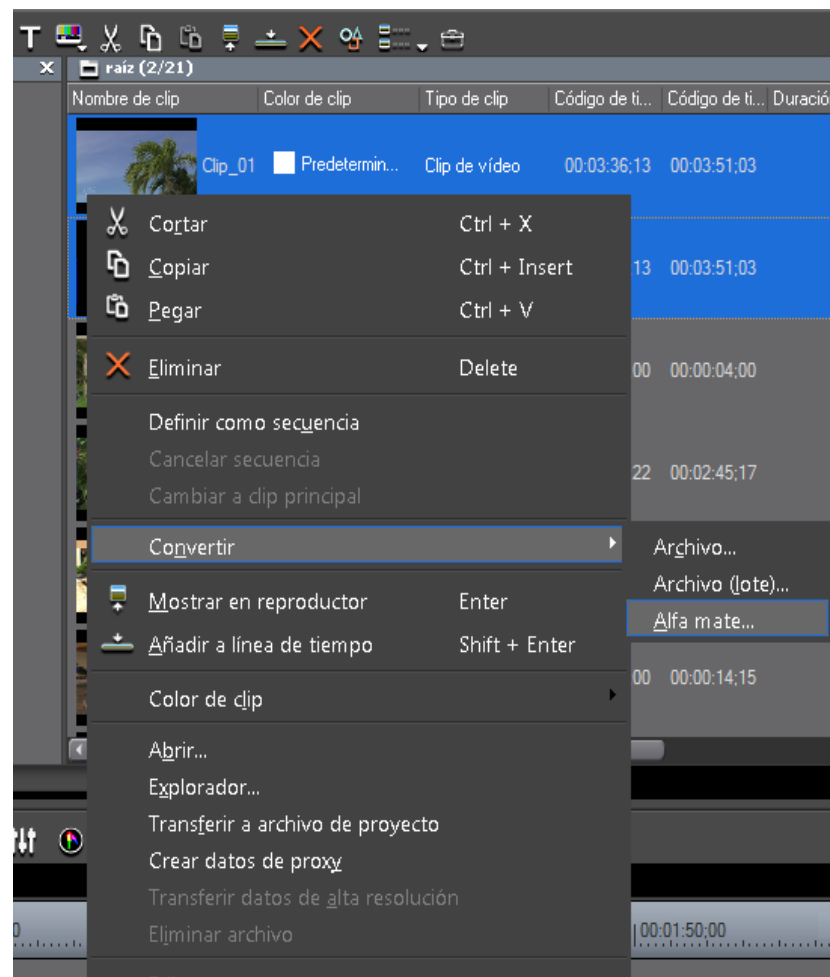 T
x raíz (2/21)
Nombre de clip Color de clip Tipo de clip Código de ti... Código de ti... Duració
Clip_01 Predetermin... Clip de vídeo 00:03:36;13 00:03:51;03
Cortar Ctrl + X
Copiar Ctrl + Insert 13 00:03:51;03
Pegar Ctrl + V
Eliminar Delete 00 00:00:04;00
Definir como secuencia
Cancelar secuencia 22 00:02:45;17
Cambiar a clip principal
Convertir Archivo...
Archivo (lote)...
Mostrar en reproductor Enter Alfa mate...
Añadir a línea de tiempo Shift + Enter
Color de clip 00 00:00:14;15
Abrir...
Explorador...
Transferir a archivo de proyecto
Crear datos de proxy
Transferir datos de alta resolución
Eliminar archivo
0 00:01:50;00